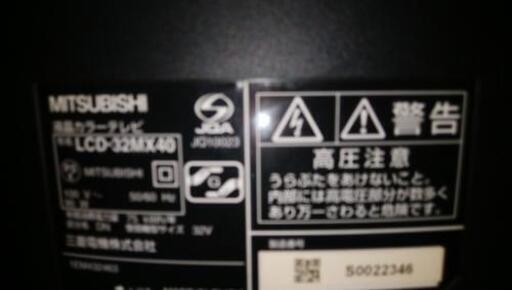 MITSUBISHI
液晶カラーテレビ
LCD-32MX40
MITSUBISHI
100 V~ 50/60 Hz
32V
三菱電機株式会社
JQA
警告
高圧注意
うらぶたをあけないこと。
内部には高電圧部分が数多く
あり万一さわると危険です。
製造番号
S0022346